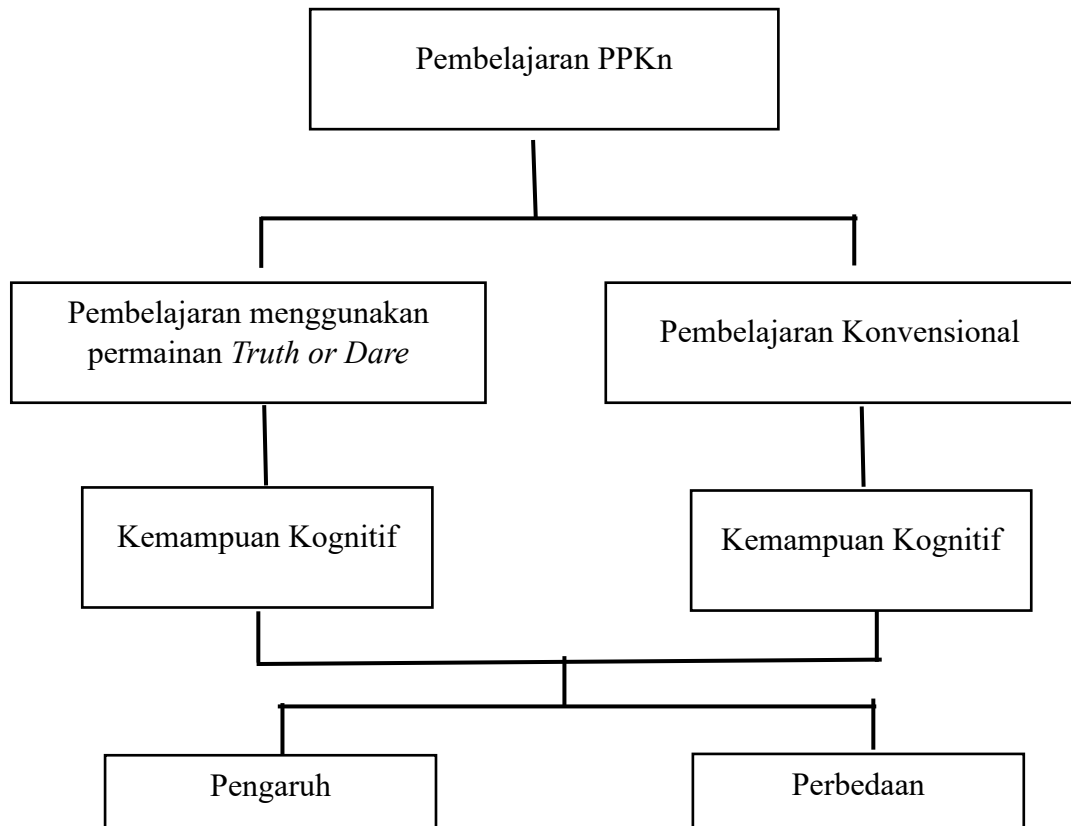 Pembelajaran PPKn
Pembelajaran menggunakan
permainan Truth or Dare
Pembelajaran Konvensional
Kemampuan Kognitif
Kemampuan Kognitif
Pengaruh
Perbedaan